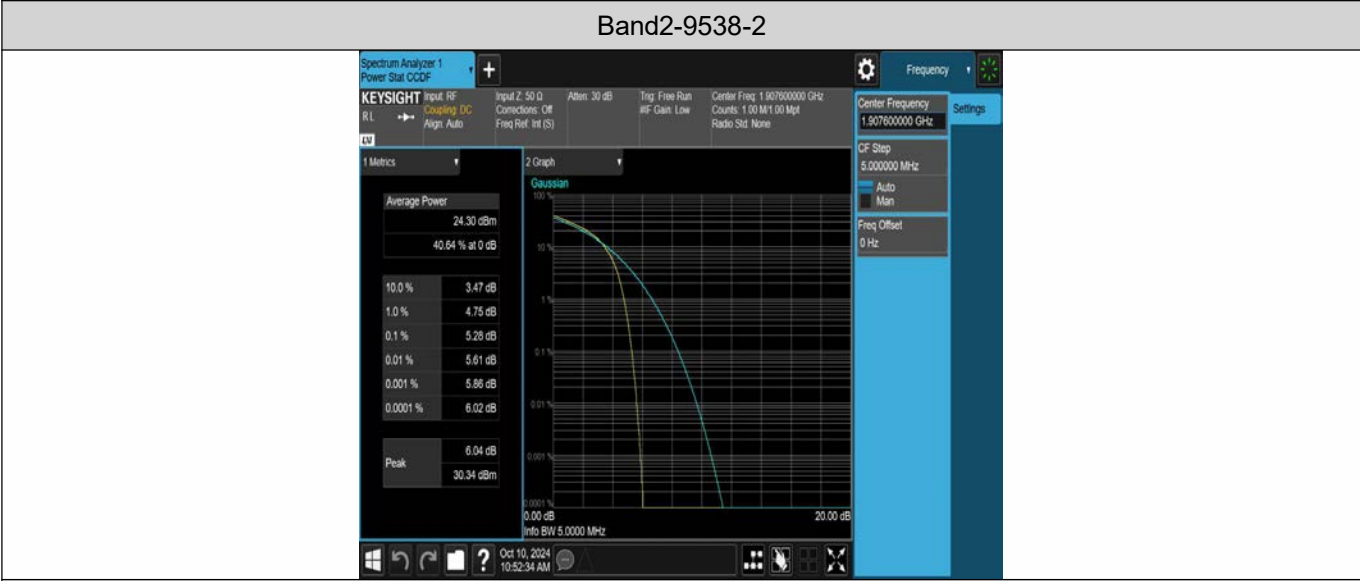 Band2-9538-2
Spectrum Analyzer 1
Power Stat CCDF
Frequency
KEYSIGHT
RL
LXI
Input: RF
Coupling: DC
Align: Auto
Input Z: 50 Ω
Corrections: Off
Freq Ref: Int (S)
Atten: 30 dB
Trig: Free Run
#IF Gain: Low
Center Freq: 1.907600000 GHz
Counts: 1.00 M/1.00 Mpt
Radio Std: None
Center Frequency
1.907600000 GHz
Settings
CF Step
5.000000 MHz
Auto
Man
Freq Offset
0 Hz
1 Metrics
Average Power
24.30 dBm
40.64 % at 0 dB
10.0 % 3.47 dB
1.0 % 4.75 dB
0.1 % 5.28 dB
0.01 % 5.61 dB
0.001 % 5.86 dB
0.0001 % 6.02 dB
Peak
6.04 dB
30.34 dBm
2 Graph
Gaussian
100 %
10 %
1 %
0.1 %
0.01 %
0.001 %
0.0001 %
0.00 dB
20.00 dB
Info BW 5.0000 MHz
?
Oct 10, 2024
10:52:34 AM